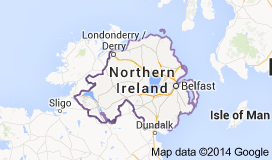 Londonderry /
Derry
Northern
Ireland
Belfast
Sligo
Isle of Man
Dundalk
Map data ©2014 Google